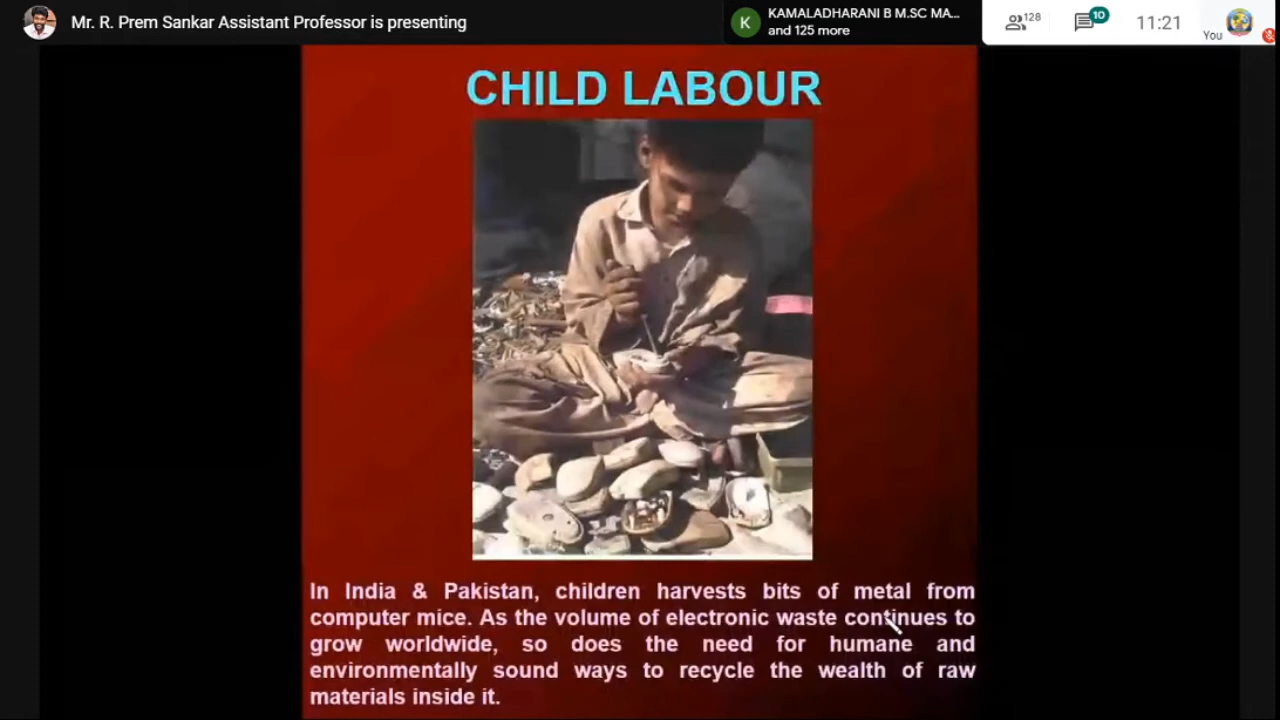 Mr. R. Prem Sankar Assistant Professor is presenting
K
KAMALADHARANI B M.SC MA...
and 125 more
128
10
11:21
You
CHILD LABOUR
In India & Pakistan, children harvests bits of metal from
computer mice. As the volume of electronic waste continues to
grow worldwide, so does the need for humane and
environmentally sound ways to recycle the wealth of raw
materials inside it.